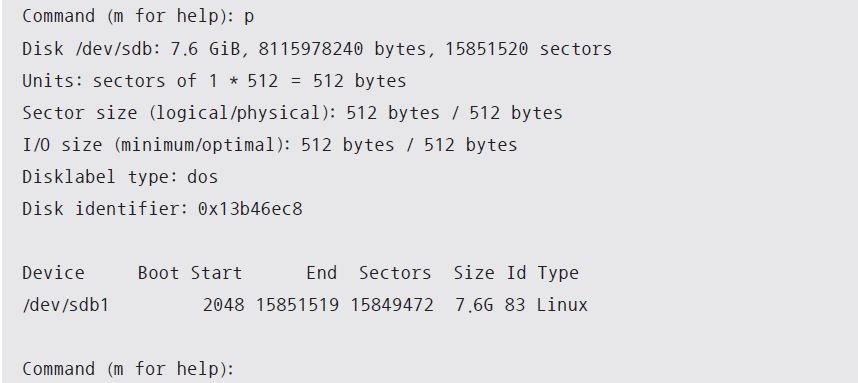 Command (m for help): p
Disk /dev/sdb: 7.6 GiB, 8115978240 bytes, 15851520 sectors
Units: sectors of 1 * 512 = 512 bytes
Sector size (logical/physical): 512 bytes / 512 bytes
I/O size (minimum/optimal): 512 bytes / 512 bytes
Disklabel type: dos
Disk identifier: 0x13b46ec8
Device Boot Start End Sectors Size Id Type
/dev/sdb1 2048 15851519 15849472 7.6G 83 Linux
Command (m for help):